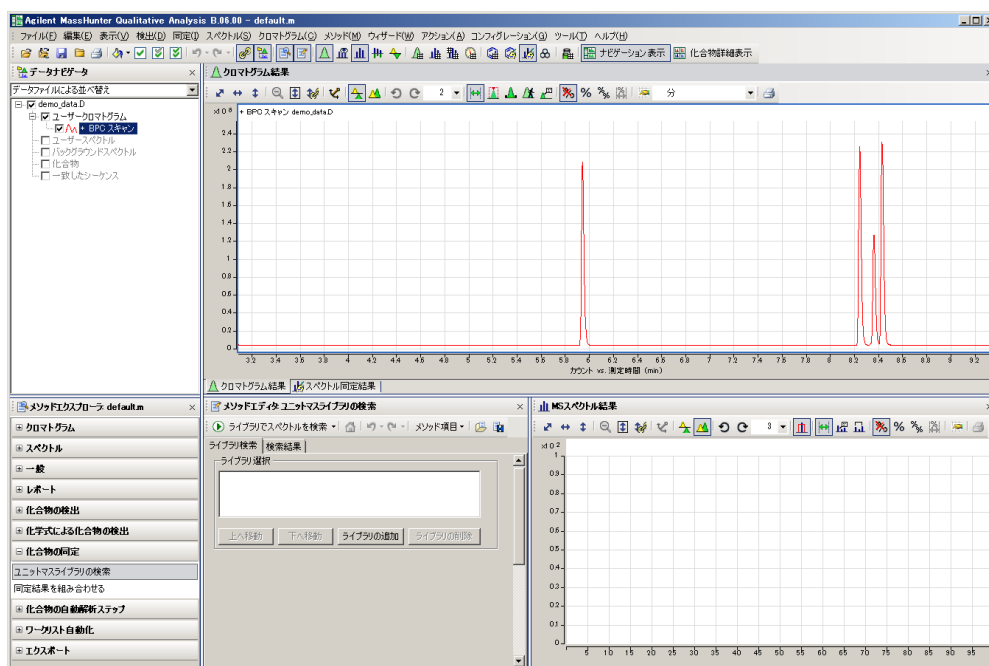 Agilent MassHunter Qualitative Analysis B.06.00 - default.m
ファイル(F) 編集(E) 表示(V) 検出(D) 同定(I) スペクトル(S) クロマトグラム(C) メソッド(M) ウィザード(W) アクション(A) コンフィグレーション(G) ツール(T) ヘルプ(H)
ナビゲーション表示 化合物詳細表示
データナビゲータ
データファイルによる並べ替え
demo_data.D
ユーザークロマトグラム
+ BPC スキャン
ユーザースペクトル
バックグラウンドスペクトル
化合物
一致したシーケンス
クロマトグラム結果
2 % 分
x10 6 + BPC スキャン demo_data.D
2.4
2.2
2
1.8
1.6
1.4
1.2
1
0.8
0.6
0.4
0.2
0
3.2 3.4 3.6 3.8 4 4.2 4.4 4.6 4.8 5 5.2 5.4 5.6 5.8 6 6.2 6.4 6.6 6.8 7 7.2 7.4 7.6 7.8 8 8.2 8.4 8.6 8.8 9 9.2
カウント vs. 測定時間 (min)
クロマトグラム結果 スペクトル同定結果
メソッドエクスプローラ: default.m
クロマトグラム
スペクトル
一般
レポート
化合物の検出
化学式による化合物の検出
化合物の同定
ユニットマスライブラリの検索
同定結果を組み合わせる
化合物の自動解析ステップ
ワークリスト自動化
エクスポート
メソッドエディタ: ユニットマスライブラリの検索
ライブラリでスペクトルを検索 メソッド項目
ライブラリ検索 検索結果
ライブラリ選択
上へ移動 下へ移動 ライブラリの追加 ライブラリの削除
MSスペクトル結果
3 %
x10 2
1
0.9
0.8
0.7
0.6
0.5
0.4
0.3
0.2
0.1
0
5 10 15 20 25 30 35 40 45 50 55 60 65 70 75 80 85 90 95